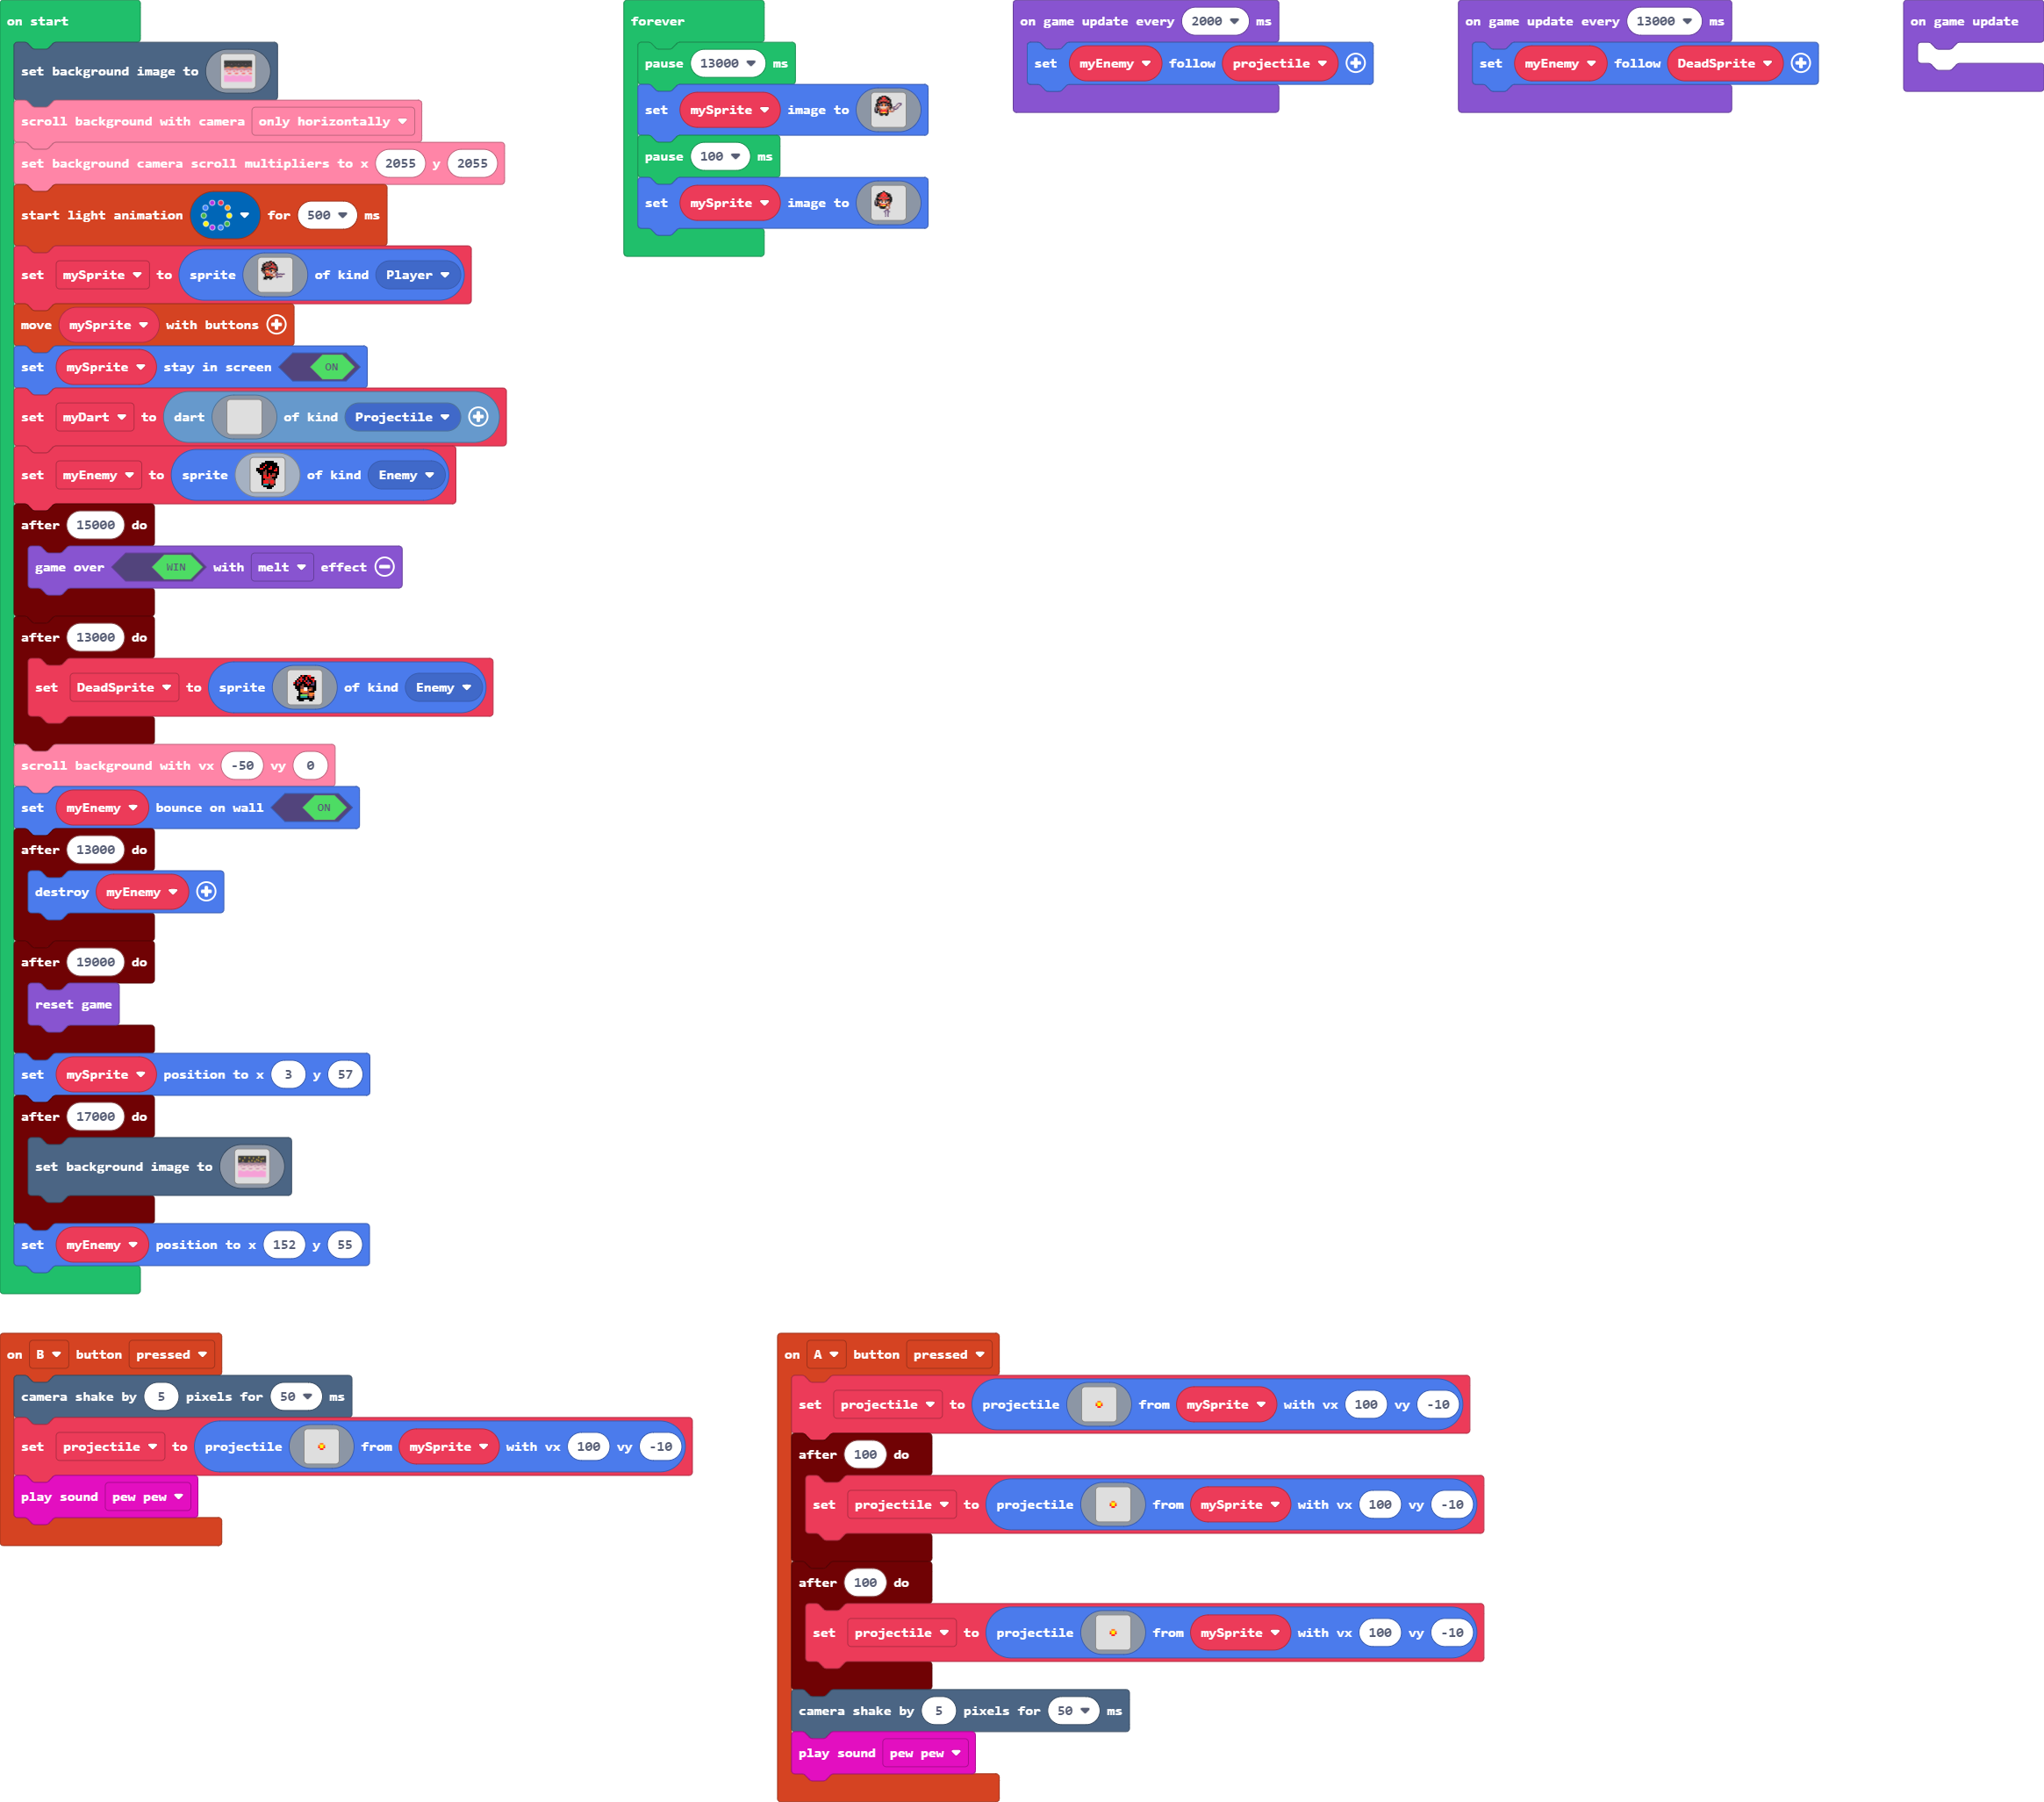 on start
set background image to
scroll background with camera only horizontally
set background camera scroll multipliers to x 2055 y 2055
start light animation for 500 ms
set mySprite to sprite of kind Player
move mySprite with buttons
set mySprite stay in screen ON
set myDart to dart of kind Projectile
set myEnemy to sprite of kind Enemy
after 15000 do
game over WIN with melt effect
after 13000 do
set DeadSprite to sprite of kind Enemy
scroll background with vx -50 vy 0
set myEnemy bounce on wall ON
after 13000 do
destroy myEnemy
after 19000 do
reset game
set mySprite position to x 3 y 57
after 17000 do
set background image to
set myEnemy position to x 152 y 55
forever
pause 13000 ms
set mySprite image to
pause 100 ms
set mySprite image to
on game update every 2000 ms
set myEnemy follow projectile
on game update every 13000 ms
set myEnemy follow DeadSprite
on game update
on B button pressed
camera shake by 5 pixels for 50 ms
set projectile to projectile from mySprite with vx 100 vy -10
play sound pew pew
on A button pressed
set projectile to projectile from mySprite with vx 100 vy -10
after 100 do
set projectile to projectile from mySprite with vx 100 vy -10
after 100 do
set projectile to projectile from mySprite with vx 100 vy -10
camera shake by 5 pixels for 50 ms
play sound pew pew